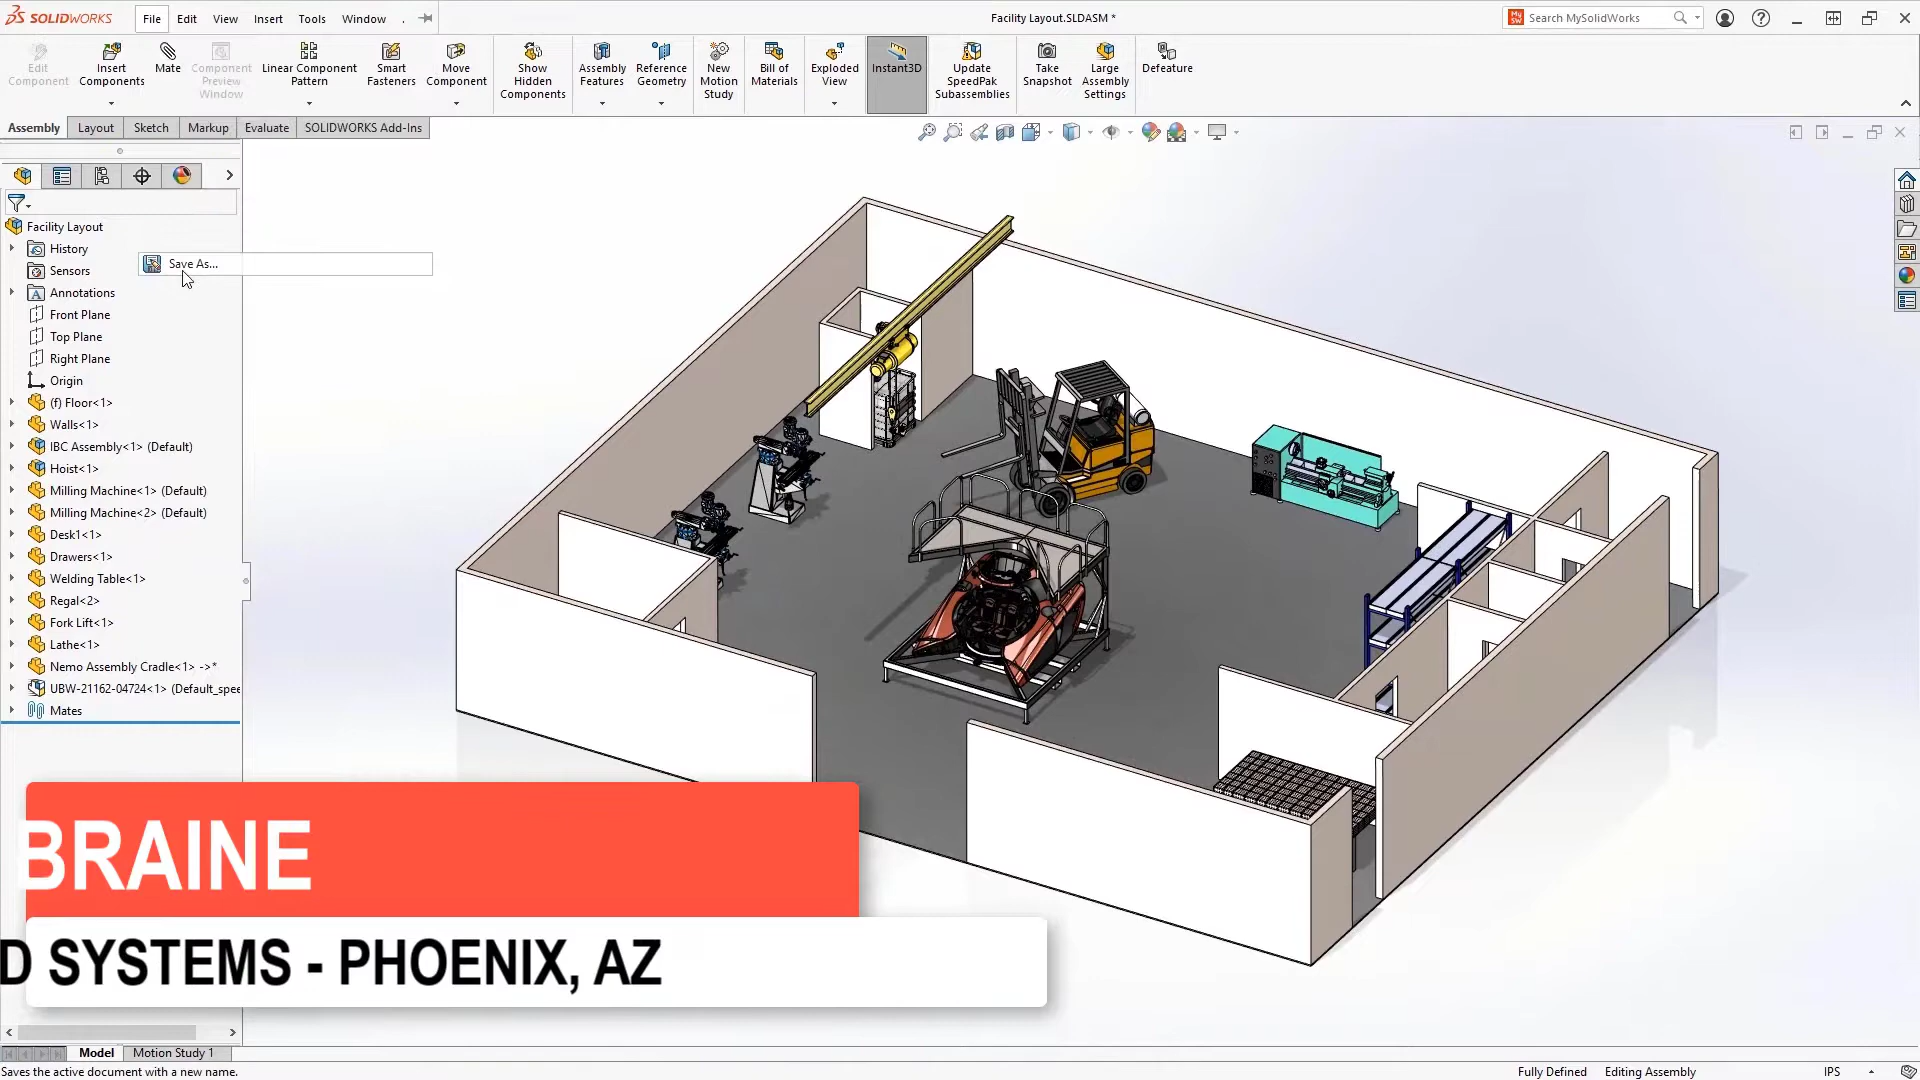 SOLIDWORKS
File Edit View Insert Tools Window .
Facility Layout.SLDASM *
Search MySolidWorks
Edit Component
Insert Components
Mate
Component Preview Window
Linear Component Pattern
Smart Fasteners
Move Component
Show Hidden Components
Assembly Features
Reference Geometry
New Motion Study
Bill of Materials
Exploded View
Instant3D
Update SpeedPak Subassemblies
Take Snapshot
Large Assembly Settings
Defeature
Assembly Layout Sketch Markup Evaluate SOLIDWORKS Add-Ins
Facility Layout
History
Save As...
Sensors
Annotations
Front Plane
Top Plane
Right Plane
Origin
(f) Floor<1>
Walls<1>
IBC Assembly<1> (Default)
Hoist<1>
Milling Machine<1> (Default)
Milling Machine<2> (Default)
Desk1<1>
Drawers<1>
Welding Table<1>
Regal<2>
Fork Lift<1>
Lathe<1>
Nemo Assembly Cradle<1> ->*
UBW-21162-04724<1> (Default_spee
Mates
BRAINE
D SYSTEMS - PHOENIX, AZ
Model Motion Study 1
Saves the active document with a new name.
Fully Defined Editing Assembly IPS